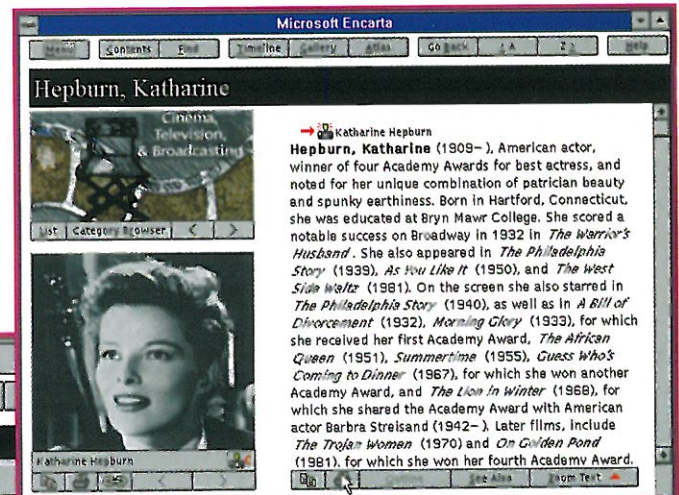 Microsoft Encarta
Menu Contents Find Timeline Gallery Atlas Go Back < A Z > Help
Hepburn, Katharine
Cinema,
Television,
& Broadcasting
List Category Browser < >
Katharine Hepburn
Katharine Hepburn
Hepburn, Katharine (1909– ), American actor,
winner of four Academy Awards for best actress, and
noted for her unique combination of patrician beauty
and spunky earthiness. Born in Hartford, Connecticut,
she was educated at Bryn Mawr College. She scored a
notable success on Broadway in 1932 in The Warrior's
Husband. She also appeared in The Philadelphia
Story (1939), As You Like It (1950), and The West
Side Waltz (1981). On the screen she also starred in
The Philadelphia Story (1940), as well as in A Bill of
Divorcement (1932), Morning Glory (1933), for which
she received her first Academy Award, The African
Queen (1951), Summertime (1955), Guess Who's
Coming to Dinner (1967), for which she won another
Academy Award, and The Lion in Winter (1968), for
which she shared the Academy Award with American
actor Barbra Streisand (1942– ). Later films, include
The Trojan Women (1970) and On Golden Pond
(1981), for which she won her fourth Academy Award.
See Also Zoom Text